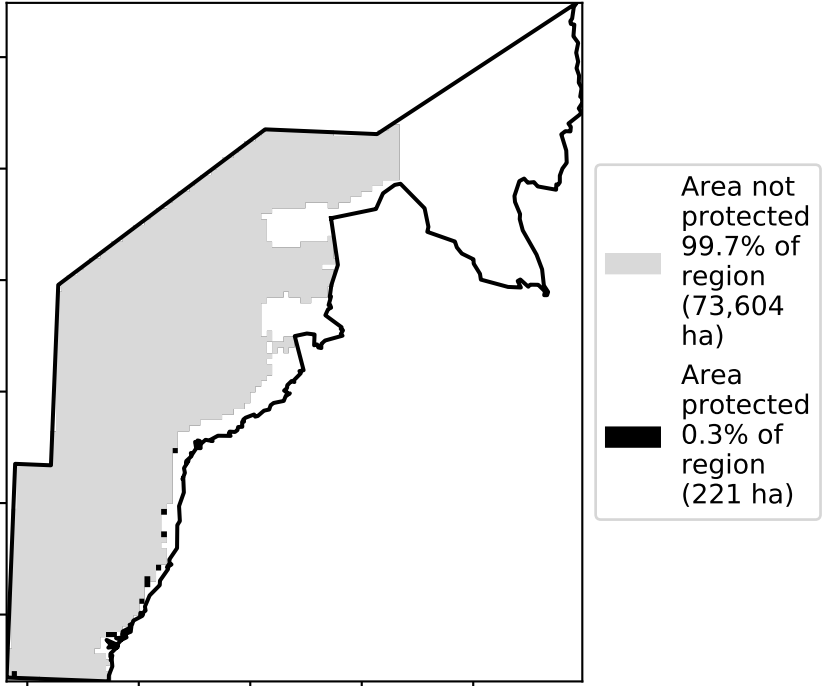 Area not
protected
99.7% of
region
(73,604
ha)
Area
protected
0.3% of
region
(221 ha)